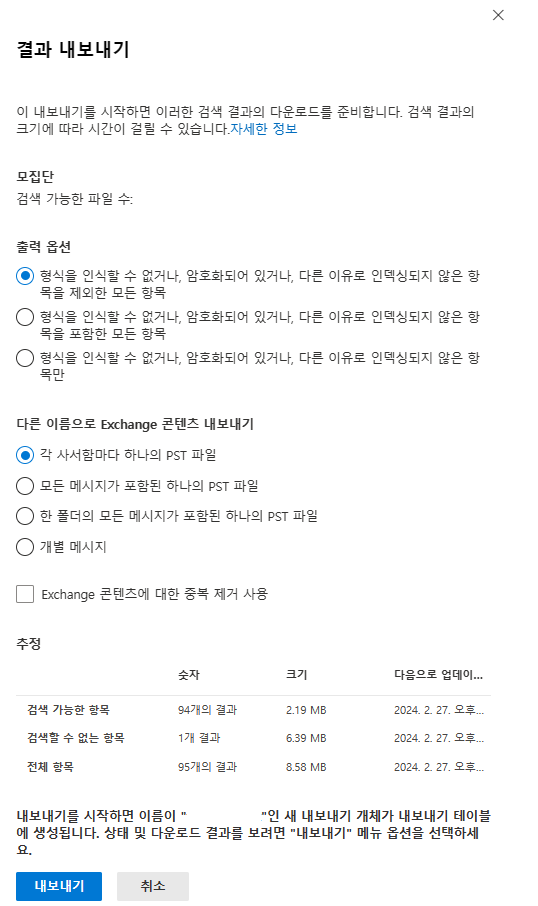 결과 내보내기
이 내보내기를 시작하면 이러한 검색 결과의 다운로드를 준비합니다. 검색 결과의
크기에 따라 시간이 걸릴 수 있습니다.자세한 정보
모집단
검색 가능한 파일 수:
출력 옵션
형식을 인식할 수 없거나, 암호화되어 있거나, 다른 이유로 인덱싱되지 않은 항
목을 제외한 모든 항목
형식을 인식할 수 없거나, 암호화되어 있거나, 다른 이유로 인덱싱되지 않은 항
목을 포함한 모든 항목
형식을 인식할 수 없거나, 암호화되어 있거나, 다른 이유로 인덱싱되지 않은 항
목만
다른 이름으로 Exchange 콘텐츠 내보내기
각 사서함마다 하나의 PST 파일
모든 메시지가 포함된 하나의 PST 파일
한 폴더의 모든 메시지가 포함된 하나의 PST 파일
개별 메시지
Exchange 콘텐츠에 대한 중복 제거 사용
추정
숫자 크기 다음으로 업데이...
검색 가능한 항목 94개의 결과 2.19 MB 2024. 2. 27. 오후...
검색할 수 없는 항목 1개 결과 6.39 MB 2024. 2. 27. 오후...
전체 항목 95개의 결과 8.58 MB 2024. 2. 27. 오후...
내보내기를 시작하면 이름이 " "인 새 내보내기 개체가 내보내기 테이블
에 생성됩니다. 상태 및 다운로드 결과를 보려면 "내보내기" 메뉴 옵션을 선택하세
요.
내보내기 취소